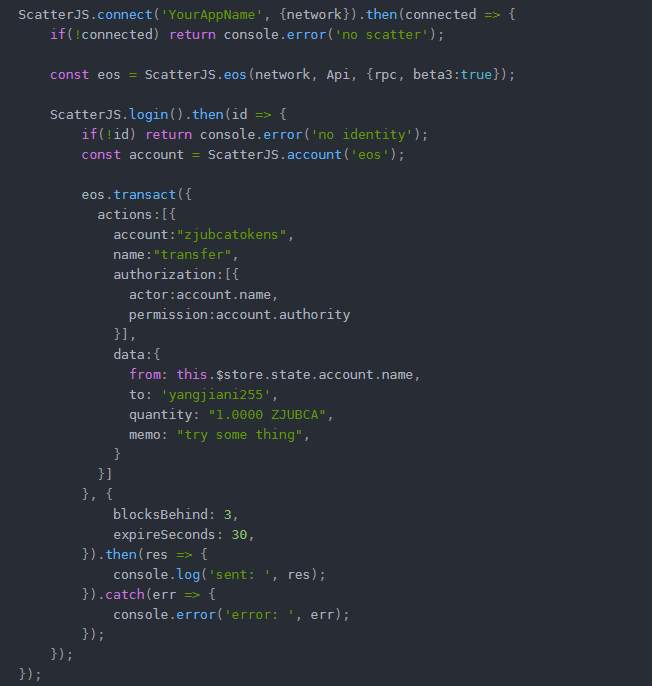 ScatterJS.connect('YourAppName', {network}).then(connected => {
    if(!connected) return console.error('no scatter');

    const eos = ScatterJS.eos(network, Api, {rpc, beta3:true});

    ScatterJS.login().then(id => {
        if(!id) return console.error('no identity');
        const account = ScatterJS.account('eos');

        eos.transact({
          actions:[{
            account:"zjubcatokens",
            name:"transfer",
            authorization:[{
              actor:account.name,
              permission:account.authority
            }],
            data:{
              from: this.$store.state.account.name,
              to: 'yangjiani255',
              quantity: "1.0000 ZJUBCA",
              memo: "try some thing",
            }
          }]
        }, {
            blocksBehind: 3,
            expireSeconds: 30,
        }).then(res => {
            console.log('sent: ', res);
        }).catch(err => {
            console.error('error: ', err);
        });
    });
});